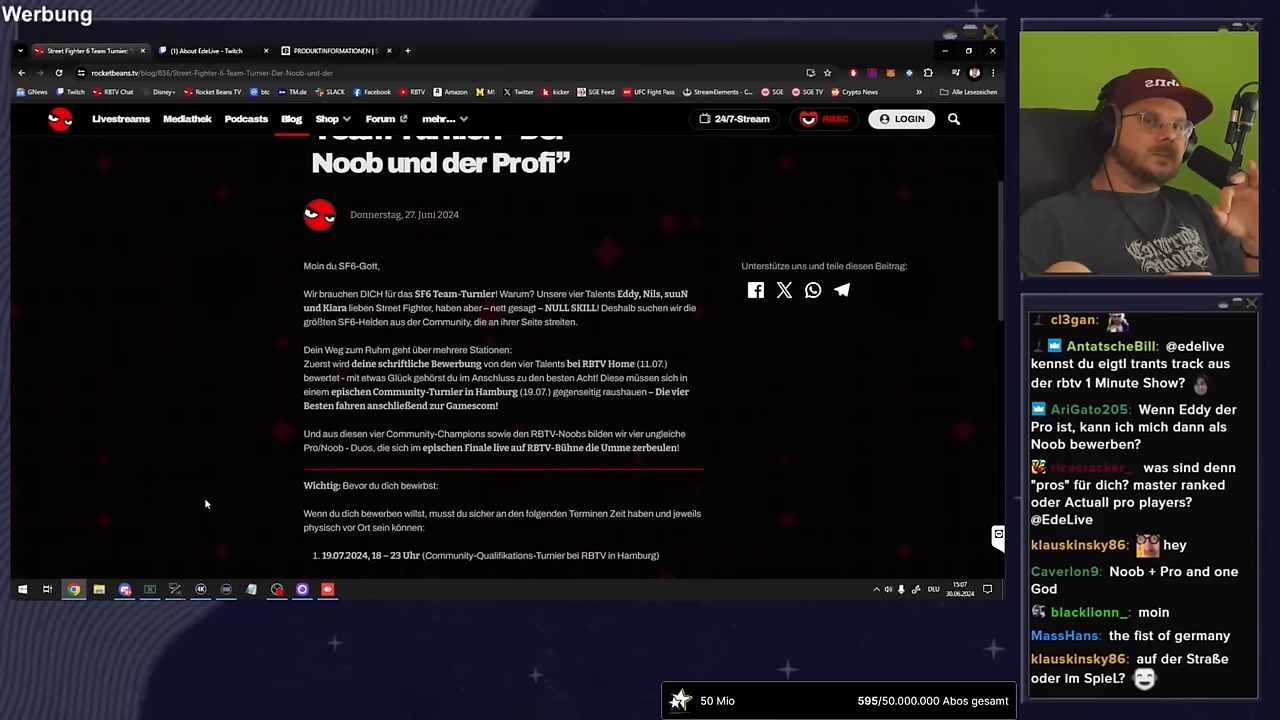 Werbung
Street Fighter 6 Team Turnier: "
(1) About EdeLive - Twitch
PRODUKTINFORMATIONEN | S
rocketbeans.tv/blog/836/Street-Fighter-6-Team-Turnier-Der-Noob-und-der
GNews
Twitch
RBTV Chat
Disney+
Rocket Beans TV
btc
TM.de
SLACK
Facebook
RBTV
Amazon
M!
Twitter
kicker
SGE Feed
UFC Fight Pass
StreamElements - C...
SGE
SGE TV
Crypto News
»
Alle Lesezeichen
Livestreams
Mediathek
Podcasts
Blog
Shop
Forum
mehr...
24/7-Stream
RBSC
LOGIN
Team-Turnier “Der
Noob und der Profi”
Donnerstag, 27. Juni 2024
Moin du SF6-Gott,
Wir brauchen DICH für das SF6 Team-Turnier! Warum? Unsere vier Talents Eddy, Nils, suuN
und Kiara lieben Street Fighter, haben aber – nett gesagt – NULL SKILL! Deshalb suchen wir die
größten SF6-Helden aus der Community, die an ihrer Seite streiten.
Dein Weg zum Ruhm geht über mehrere Stationen:
Zuerst wird deine schriftliche Bewerbung von den vier Talents bei RBTV Home (11.07.)
bewertet - mit etwas Glück gehörst du im Anschluss zu den besten Acht! Diese müssen sich in
einem epischen Community-Turnier in Hamburg (19.07.) gegenseitig raushauen – Die vier
Besten fahren anschließend zur Gamescom!
Und aus diesen vier Community-Champions sowie den RBTV-Noobs bilden wir vier ungleiche
Pro/Noob - Duos, die sich im epischen Finale live auf RBTV-Bühne die Umme zerbeulen!
Wichtig: Bevor du dich bewirbst:
Wenn du dich bewerben willst, musst du sicher an den folgenden Terminen Zeit haben und jeweils
physisch vor Ort sein können:
1. 19.07.2024, 18 – 23 Uhr (Community-Qualifikations-Turnier bei RBTV in Hamburg)
Unterstütze uns und teile diesen Beitrag:
DEU
15:07
30.06.2024
cl3gan:
AntatscheBill: @edelive
kennst du eigtl trants track aus
der rbtv 1 Minute Show?
AriGato205: Wenn Eddy der
Pro ist, kann ich mich dann als
Noob bewerben?
ricecracker_ was sind denn
"pros" für dich? master ranked
oder Actuall pro players?
@EdeLive
klauskinsky86: hey
Caverlon9: Noob + Pro and one
God
blacklionn_: moin
MassHans: the fist of germany
klauskinsky86: auf der Straße
oder im SpieL?
50 Mio
595/50.000.000 Abos gesamt